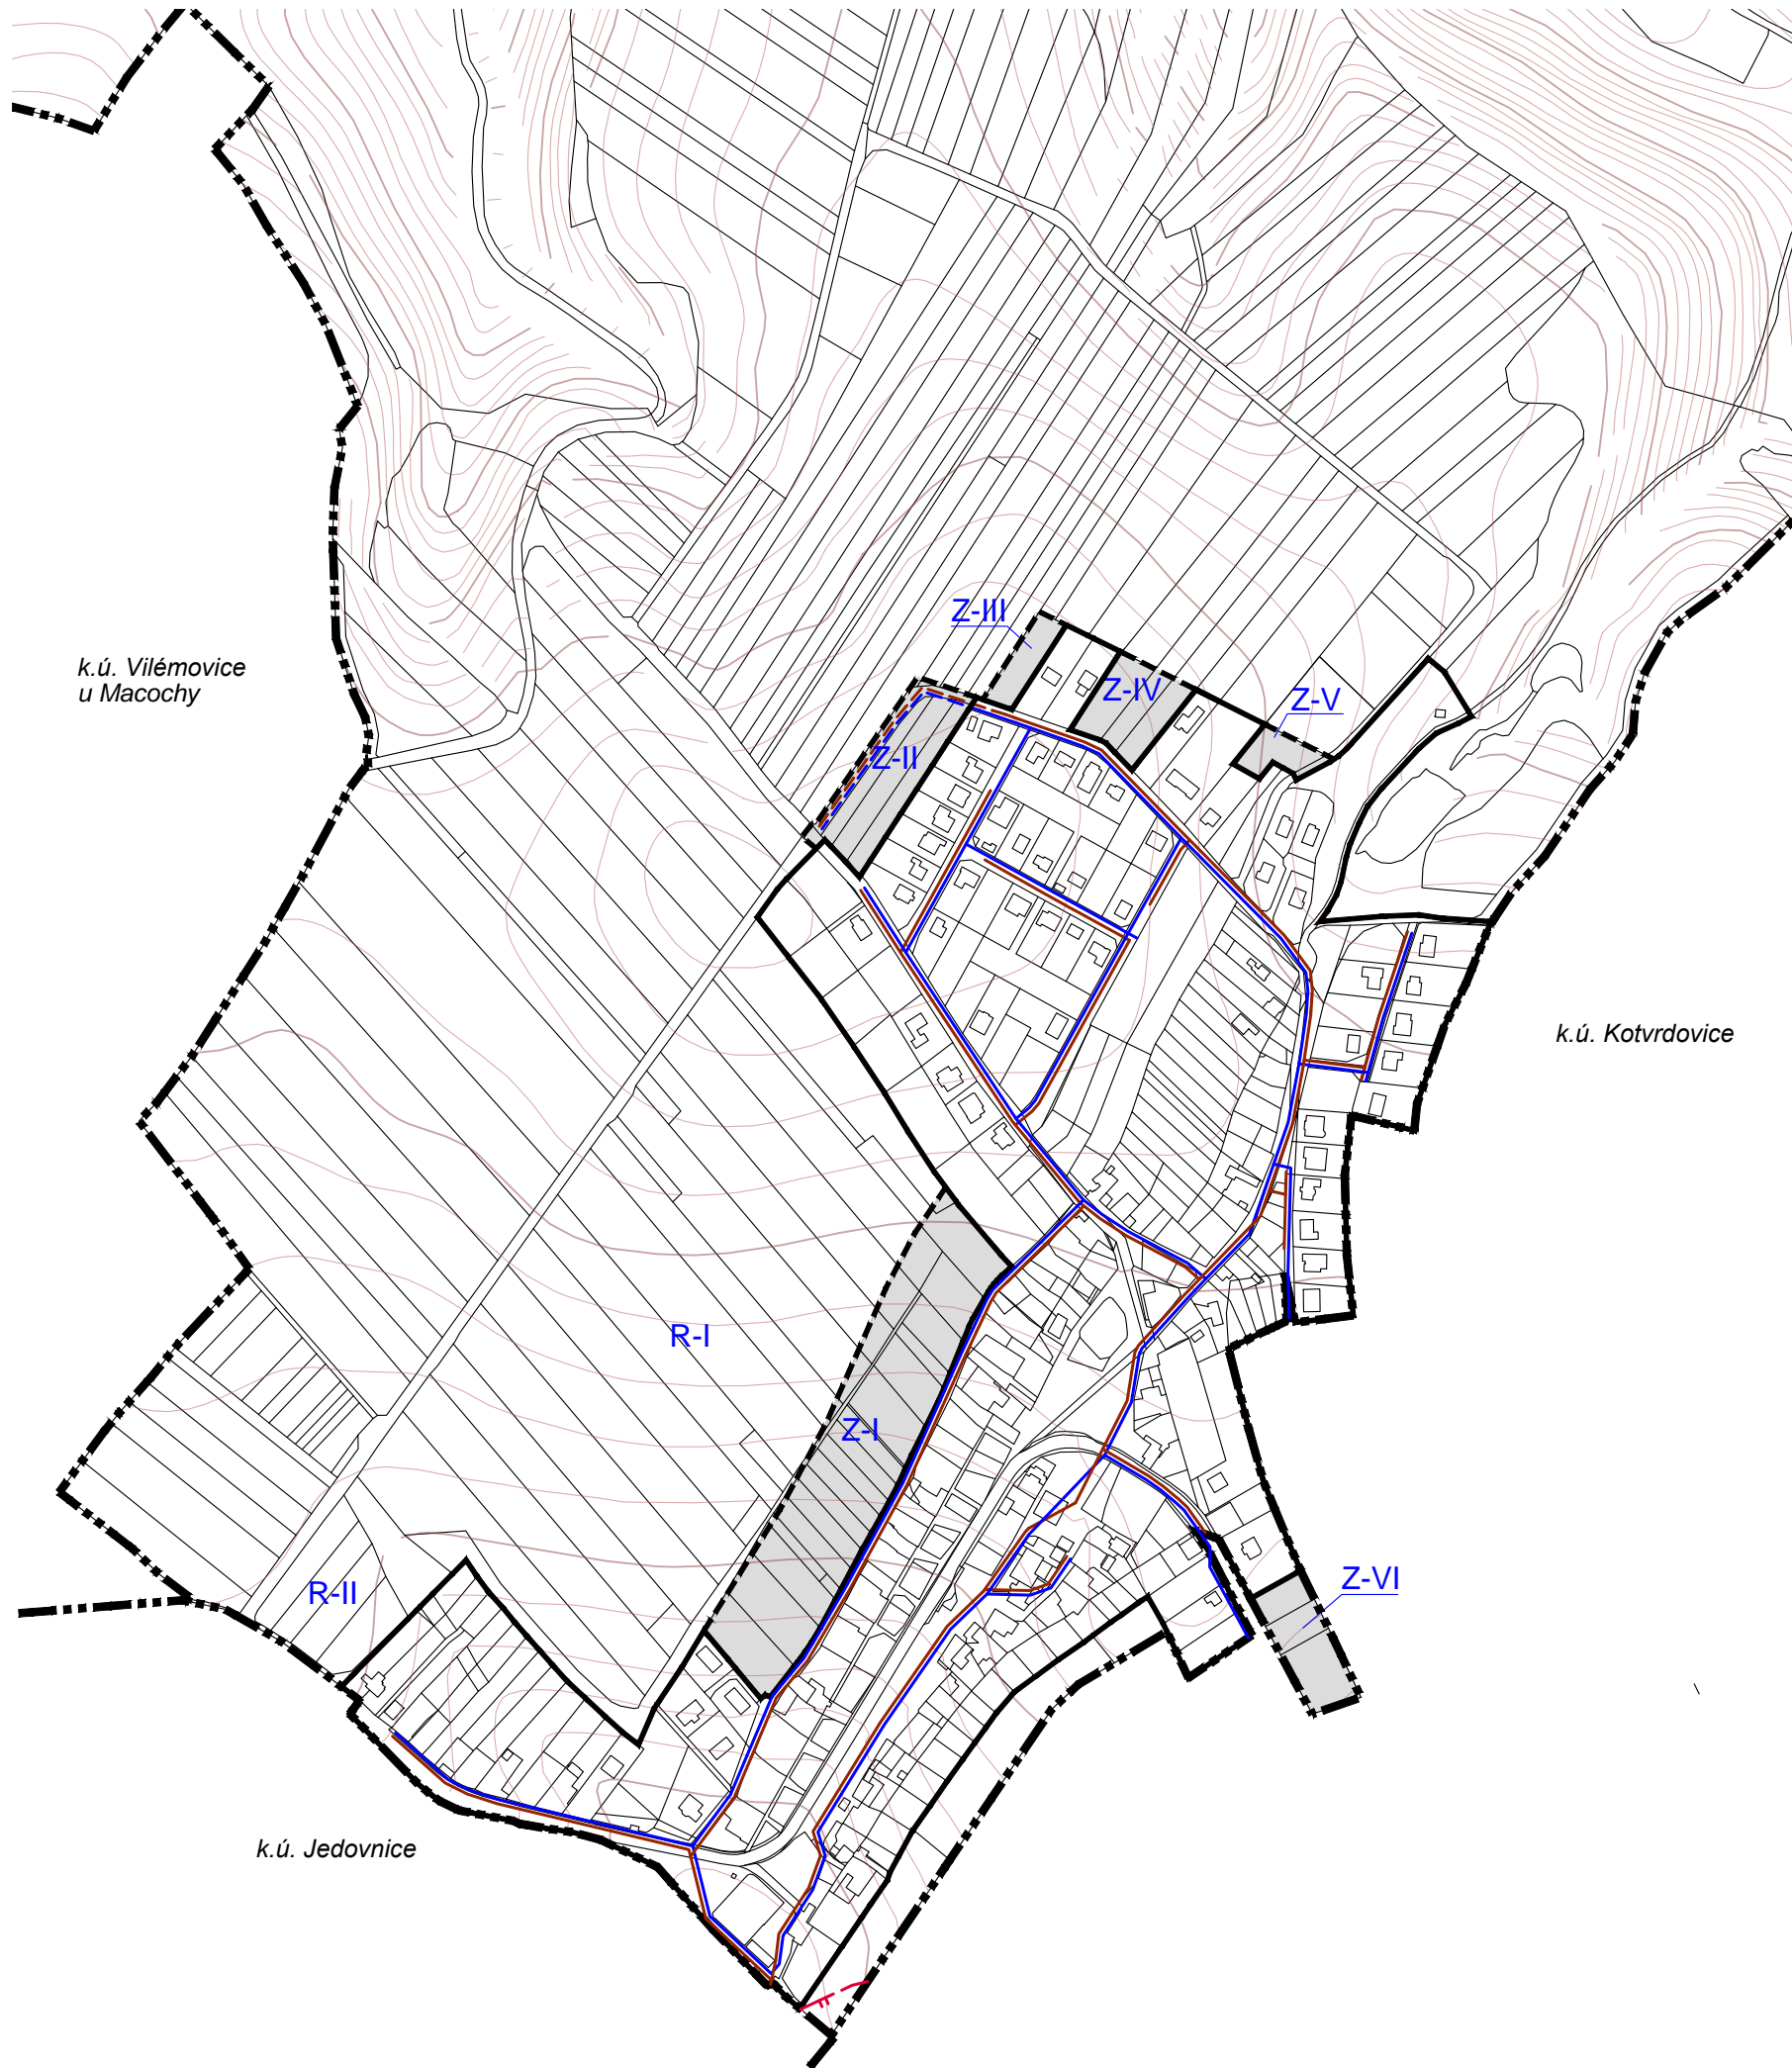 Z-III
k.ú. Vilémovice
u Macochy
Z-IV
Z-V
Z-II
k.ú. Kotvrdovice
R-I
Z-I
R-II
Z-VI
k.ú. Jedovnice